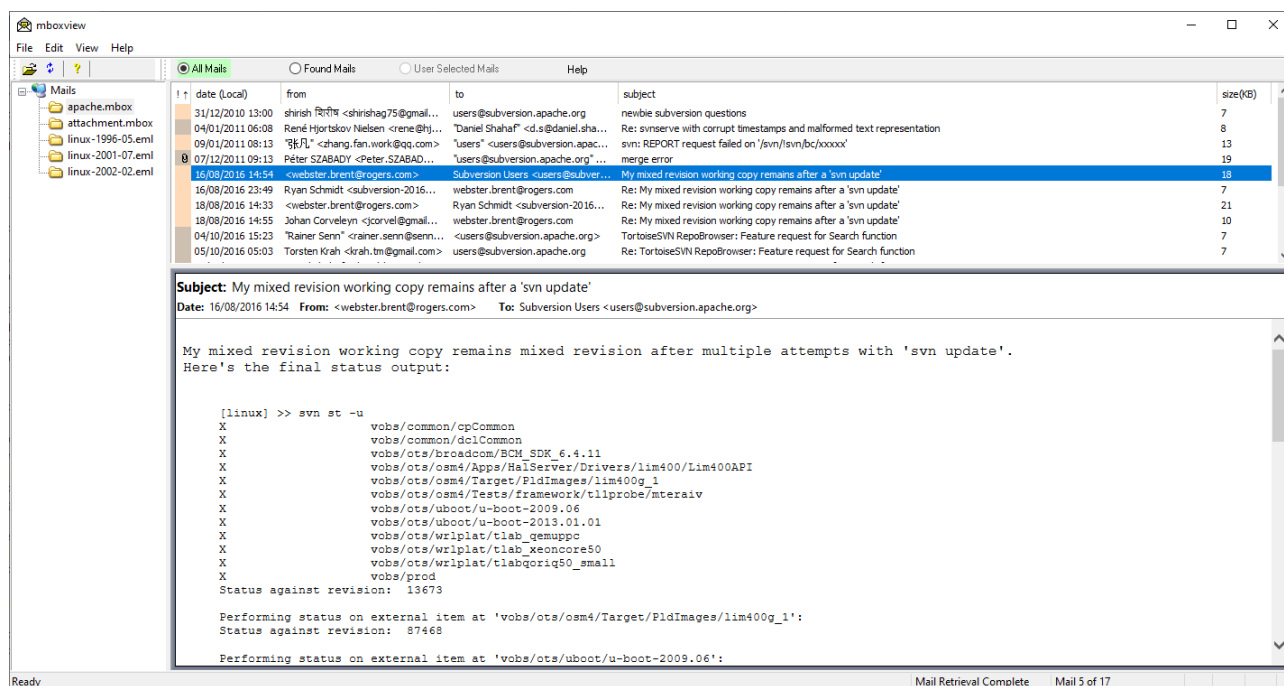 mboxview
File Edit View Help
All Mails Found Mails User Selected Mails Help
Mails
apache.mbox
attachment.mbox
linux-1996-05.eml
linux-2001-07.eml
linux-2002-02.eml
! ↑ date (Local) from to subject size(KB)
31/12/2010 13:00 shirish शिरीष <shirishag75@gmail... users@subversion.apache.org newbie subversion questions 7
04/01/2011 06:08 René Hjortskov Nielsen <rene@hj... "Daniel Shahaf" <d.s@daniel.sha... Re: svnserve with corrupt timestamps and malformed text representation 8
09/01/2011 08:13 "张凡" <zhang.fan.work@qq.com> "users" <users@subversion.apac... svn: REPORT request failed on '/svn/!svn/bc/xxxxx' 13
07/12/2011 09:13 Péter SZABADY <Peter.SZABAD... "users@subversion.apache.org" ... merge error 19
16/08/2016 14:54 <webster.brent@rogers.com> Subversion Users <users@subver... My mixed revision working copy remains after a 'svn update' 18
16/08/2016 23:49 Ryan Schmidt <subversion-2016... webster.brent@rogers.com Re: My mixed revision working copy remains after a 'svn update' 7
18/08/2016 14:33 <webster.brent@rogers.com> Ryan Schmidt <subversion-2016... Re: My mixed revision working copy remains after a 'svn update' 21
18/08/2016 14:55 Johan Corveleyn <jcorvel@gmail... webster.brent@rogers.com Re: My mixed revision working copy remains after a 'svn update' 10
04/10/2016 15:23 "Rainer Senn" <rainer.senn@senn... <users@subversion.apache.org> TortoiseSVN RepoBrowser: Feature request for Search function 7
05/10/2016 05:03 Torsten Krah <krah.tm@gmail.com> users@subversion.apache.org Re: TortoiseSVN RepoBrowser: Feature request for Search function 7
Subject: My mixed revision working copy remains after a 'svn update'
Date: 16/08/2016 14:54 From: <webster.brent@rogers.com> To: Subversion Users <users@subversion.apache.org>
My mixed revision working copy remains mixed revision after multiple attempts with 'svn update'.
Here's the final status output:
[linux] >> svn st -u
X vobs/common/cpCommon
X vobs/common/dclCommon
X vobs/ots/broadcom/BCM_SDK_6.4.11
X vobs/ots/osm4/Apps/HalServer/Drivers/lim400/Lim400API
X vobs/ots/osm4/Target/PldImages/lim400g_1
X vobs/ots/osm4/Tests/framework/tl1probe/mteraiv
X vobs/ots/uboot/u-boot-2009.06
X vobs/ots/uboot/u-boot-2013.01.01
X vobs/ots/wrlplat/tlab_qemuppc
X vobs/ots/wrlplat/tlab_xeoncore50
X vobs/ots/wrlplat/tlabqoriq50_small
X vobs/prod
Status against revision: 13673
Performing status on external item at 'vobs/ots/osm4/Target/PldImages/lim400g_1':
Status against revision: 87468
Performing status on external item at 'vobs/ots/uboot/u-boot-2009.06':
Ready Mail Retrieval Complete Mail 5 of 17